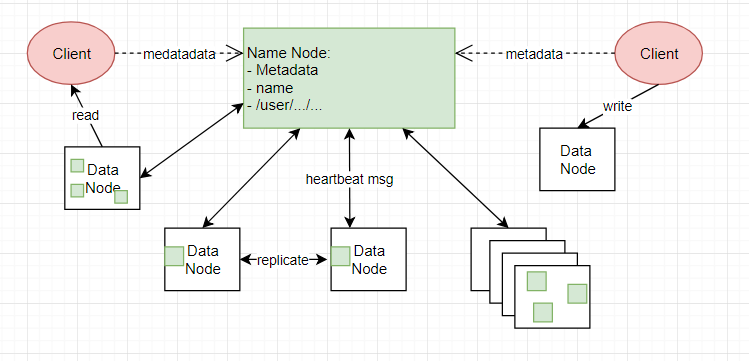 Client
medatadata
Name Node:
- Metadata
- name
- /user/.../...
metadata
Client
read
write
Data
Node
Data
Node
heartbeat msg
Data
Node
replicate
Data
Node